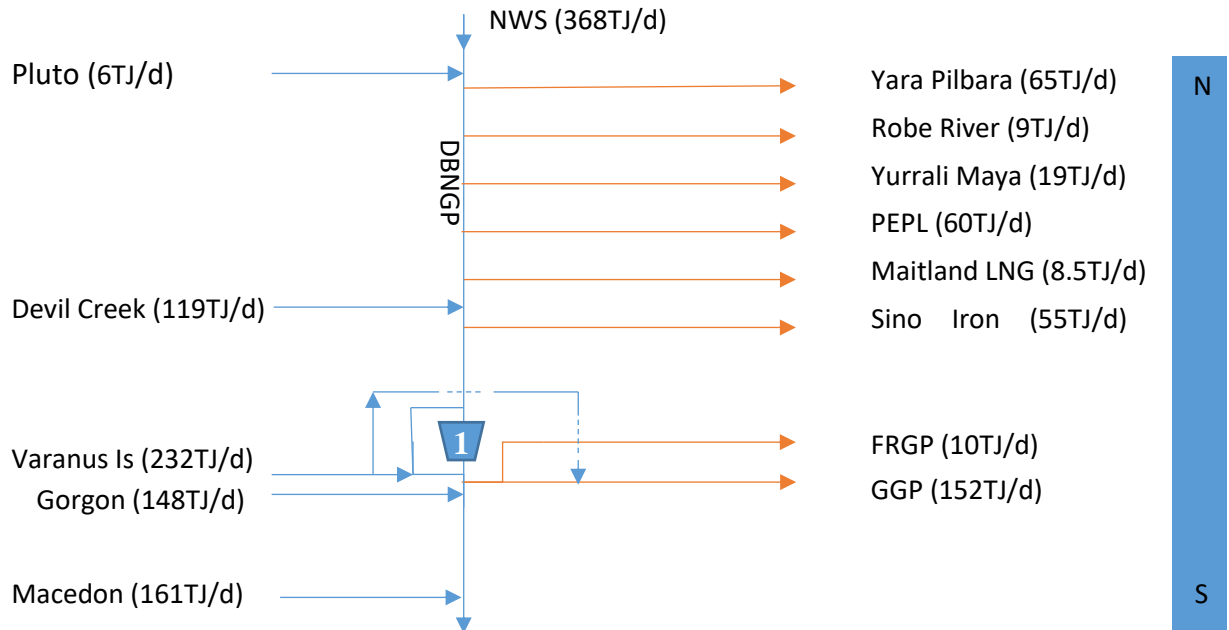 NWS (368TJ/d)
Pluto (6TJ/d)
Yara Pilbara (65TJ/d)
N
Robe River (9TJ/d)
DBNGP
Yurrali Maya (19TJ/d)
PEPL (60TJ/d)
Maitland LNG (8.5TJ/d)
Devil Creek (119TJ/d)
Sino Iron (55TJ/d)
1
FRGP (10TJ/d)
Varanus Is (232TJ/d)
GGP (152TJ/d)
Gorgon (148TJ/d)
Macedon (161TJ/d)
S